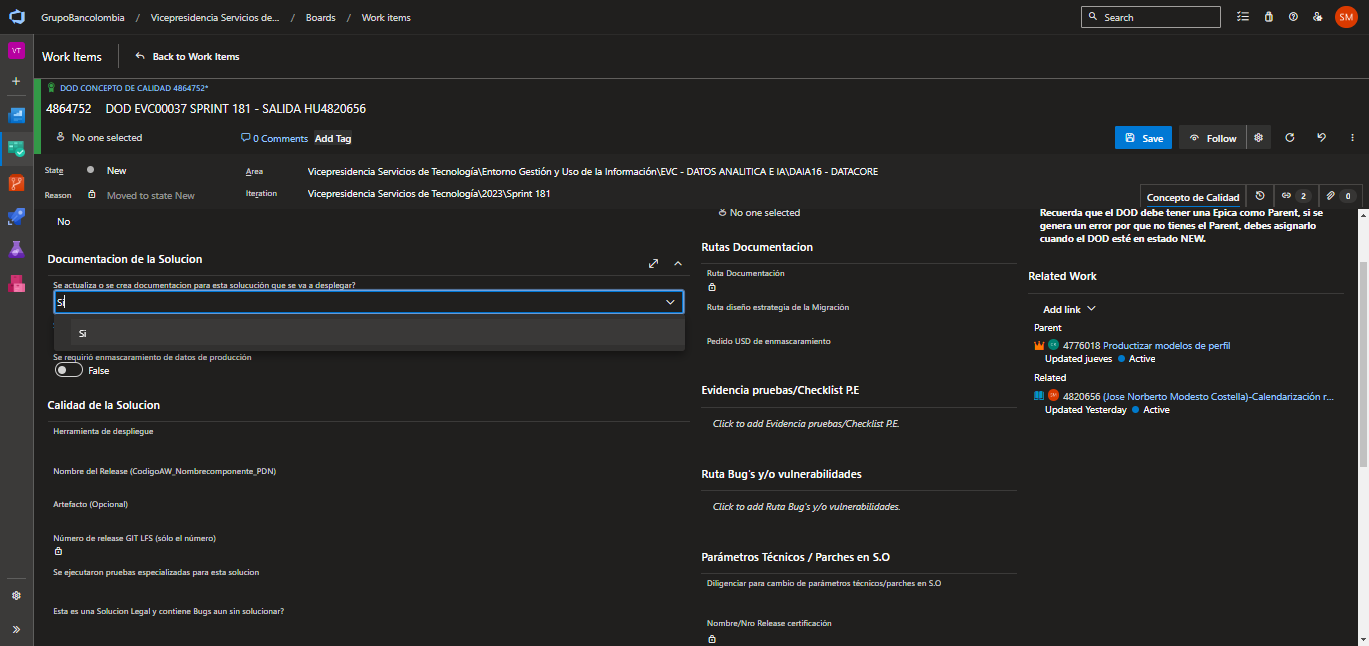 GrupoBancolombia / Vicepresidencia Servicios de... / Boards / Work items
Search
SM
VT
Work Items
Back to Work Items
DOD CONCEPTO DE CALIDAD 4864752*
4864752 DOD EVC00037 SPRINT 181 - SALIDA HU4820656
No one selected
0 Comments
Add Tag
Save
Follow
State
New
Area
Vicepresidencia Servicios de Tecnología\Entorno Gestión y Uso de la Información\EVC - DATOS ANALITICA E IA\DAIA16 - DATACORE
Reason
Moved to state New
Iteration
Vicepresidencia Servicios de Tecnología\2023\Sprint 181
Concepto de Calidad
2
0
No
Documentacion de la Solucion
Se actualiza o se crea documentacion para esta solucución que se va a desplegar?
Si
Si
Se requirió enmascaramiento de datos de producción
False
Calidad de la Solucion
Herramienta de despliegue
Nombre del Release (CodigoAW_Nombrecomponente_PDN)
Artefacto (Opcional)
Número de release GIT LFS (sólo el número)
Se ejecutaron pruebas especializadas para esta solucion
Esta es una Solucion Legal y contiene Bugs aun sin solucionar?
No one selected
Rutas Documentacion
Ruta Documentación
Ruta diseño estrategia de la Migración
Pedido USD de enmascaramiento
Evidencia pruebas/Checklist P.E
Click to add Evidencia pruebas/Checklist P.E.
Ruta Bug's y/o vulnerabilidades
Click to add Ruta Bug's y/o vulnerabilidades.
Parámetros Técnicos / Parches en S.O
Diligenciar para cambio de parámetros técnicos/parches en S.O
Nombre/Nro Release certificación
Recuerda que el DOD debe tener una Epica como Parent, si se
genera un error por que no tienes el Parent, debes asignarlo
cuando el DOD esté en estado NEW.
Related Work
Add link
Parent
4776018 Productizar modelos de perfil
Updated jueves Active
Related
4820656 (Jose Norberto Modesto Costella)-Calendarización r...
Updated Yesterday Active